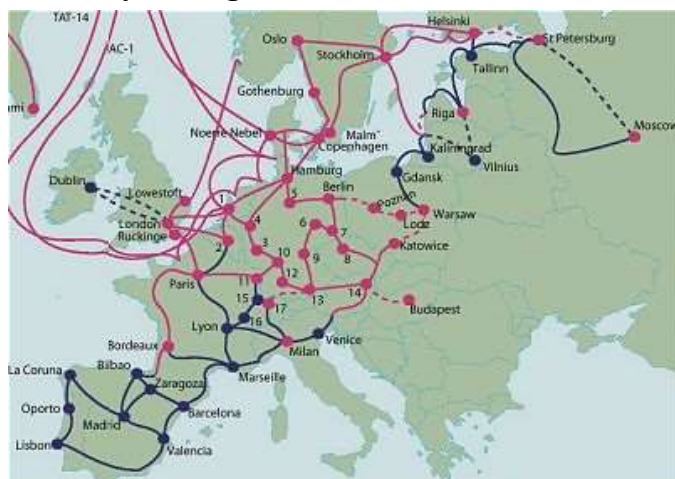 TAT-14
AC-1
Oslo
Helsinki
St Petersburg
Stockholm
Tallinn
Gothenburg
Riga
Moscow
Malm
Copenhagen
Kaliningrad
Vilnius
Hamburg
Gdansk
Dublin
Lowestoft
Berlin
Poznan
London
Ruckinge
1
5
Lodz
Warsaw
4
6
7
2
3
Katowice
10
9
8
Paris
11
12
13
14
15
17
Budapest
16
Lyon
Bordeaux
Milan
Venice
La Coruna
Bilbao
Zaragoza
Marseille
Oporto
Madrid
Barcelona
Lisbon
Valencia